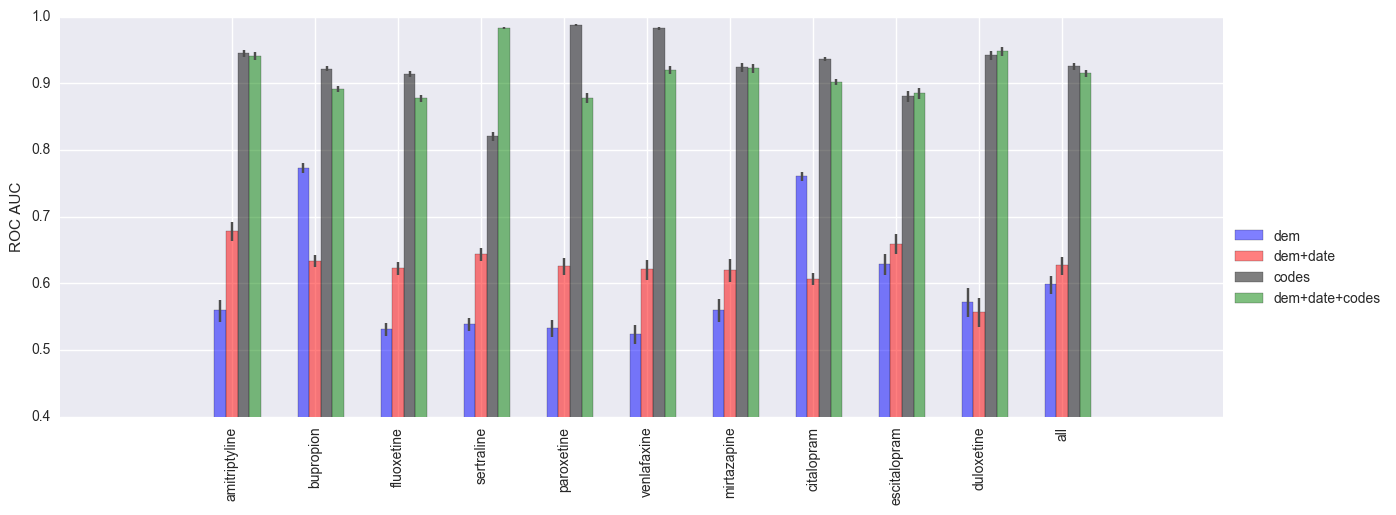 1.0
0.9
0.8
0.7
0.6
0.5
0.4
ROC AUC
amitriptyline
bupropion
fluoxetine
sertraline
paroxetine
venlafaxine
mirtazapine
citalopram
escitalopram
duloxetine
all
dem
dem+date
codes
dem+date+codes